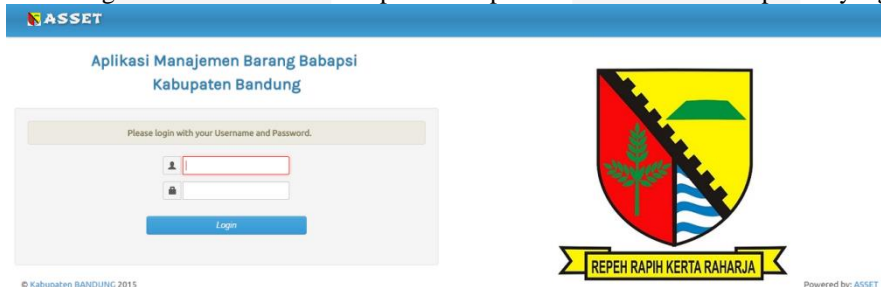 ASSET
Aplikasi Manajemen Barang Babapsi
Kabupaten Bandung
Please login with your Username and Password.
Login
REPEH RAPIH KERTA RAHARJA
© Kabupaten BANDUNG 2015
Powered by: ASSET